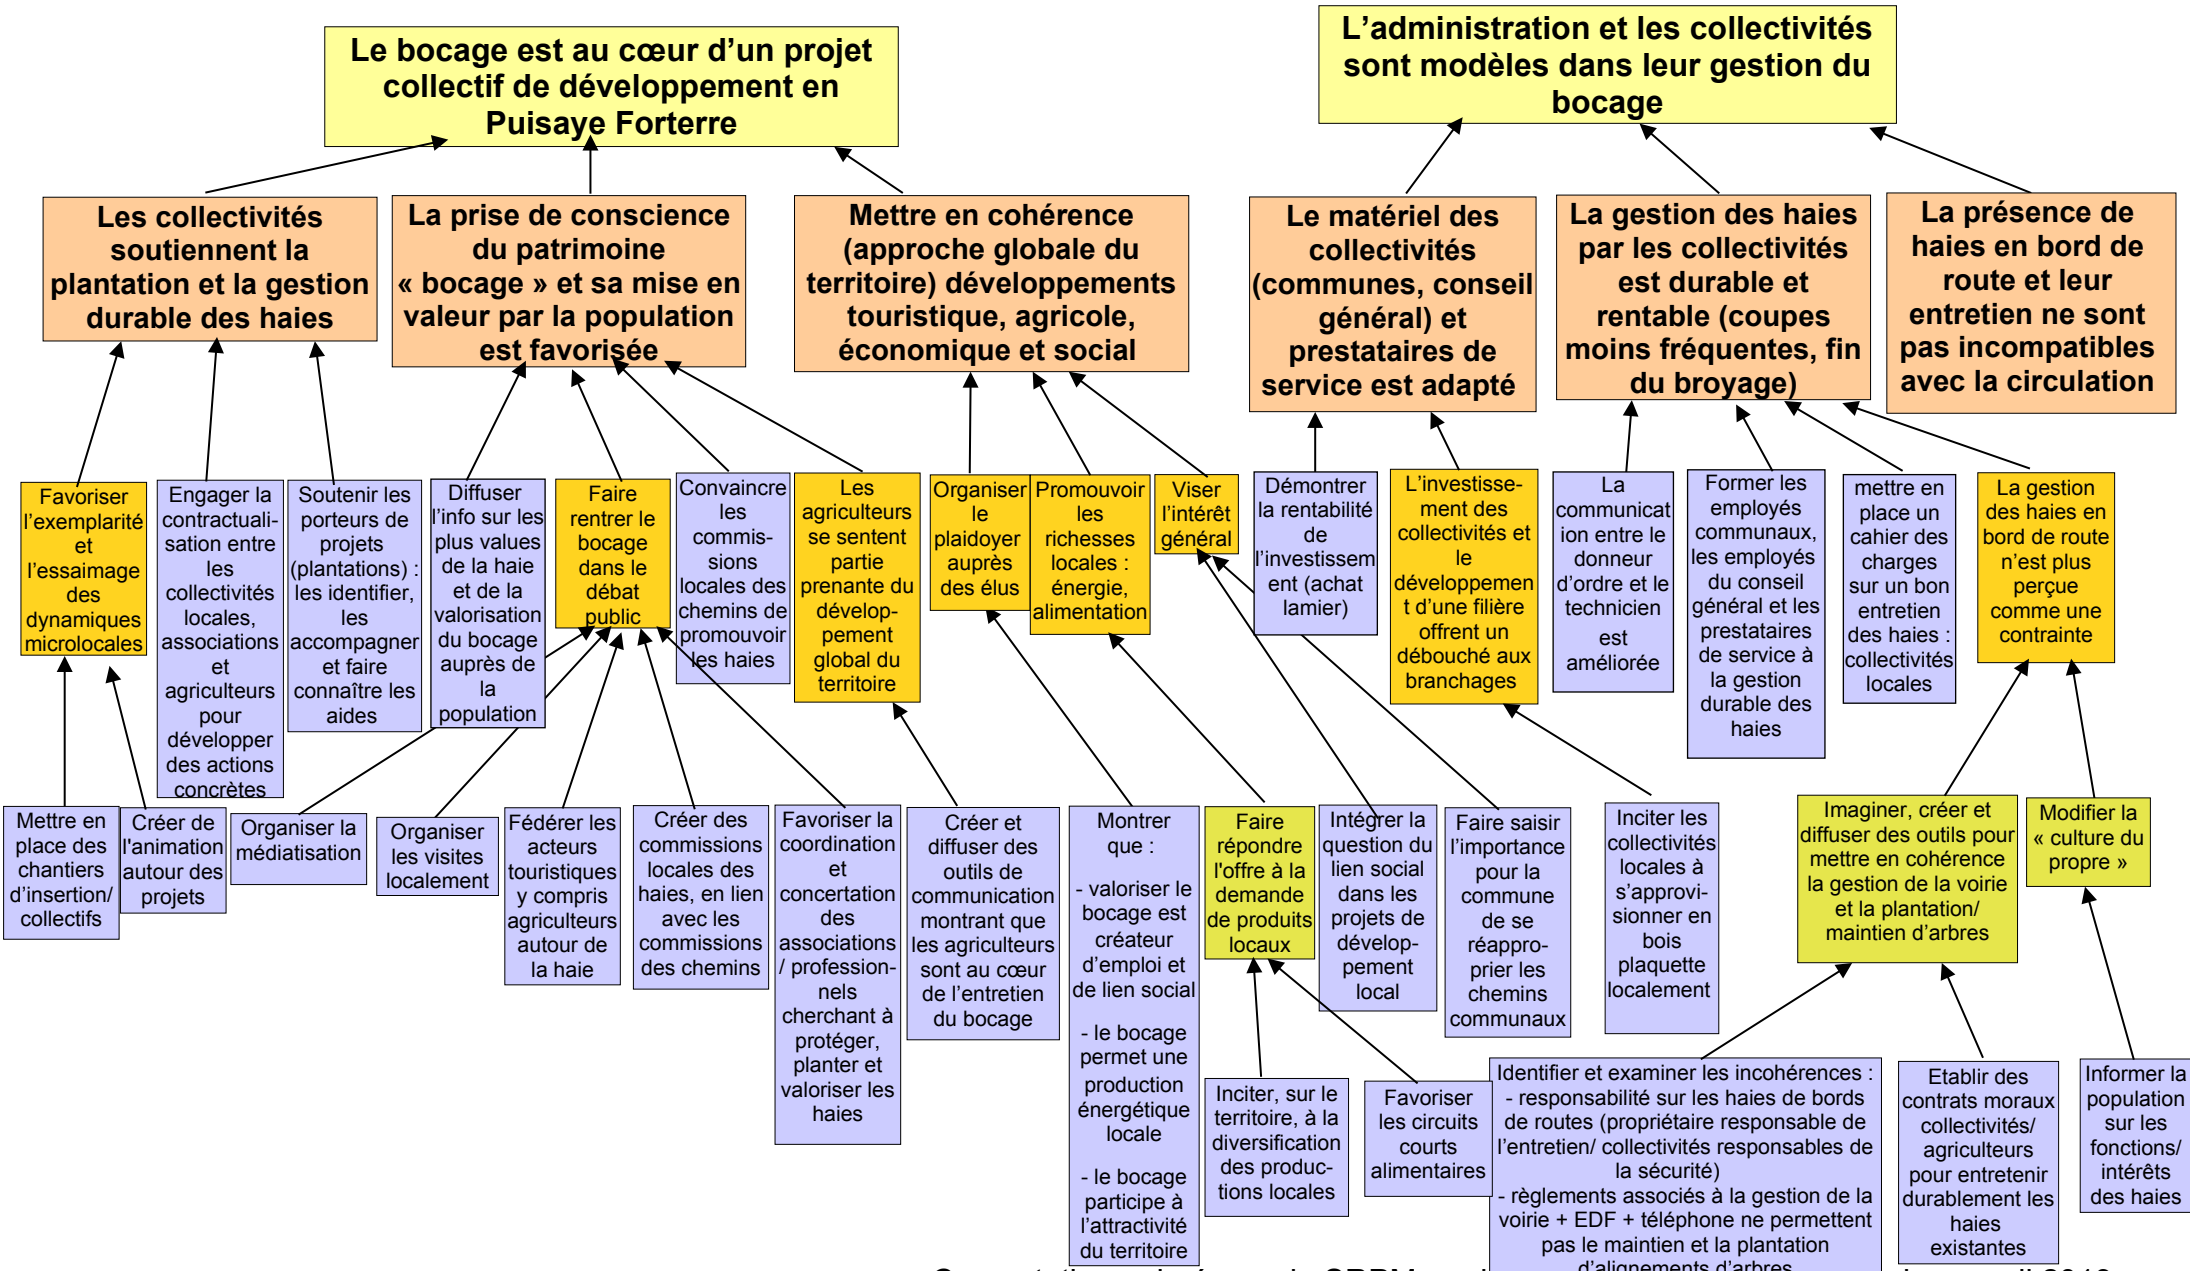 Le bocage est au cœur d’un projet
collectif de développement en
Puisaye Forterre
L’administration et les collectivités
sont modèles dans leur gestion du
bocage
Les collectivités
soutiennent la
plantation et la gestion
durable des haies
La prise de conscience
du patrimoine
« bocage » et sa mise en
valeur par la population
est favorisée
Mettre en cohérence
(approche globale du
territoire) développements
touristique, agricole,
économique et social
Le matériel des
collectivités
(communes, conseil
général) et
prestataires de
service est adapté
La gestion des haies
par les collectivités
est durable et
rentable (coupes
moins fréquentes, fin
du broyage)
La présence de
haies en bord de
route et leur
entretien ne sont
pas incompatibles
avec la circulation
Favoriser
l’exemplarité
et
l’essaimage
des
dynamiques
microlocales
Engager la
contractuali-
sation entre
les
collectivités
locales,
associations
et
agriculteurs
pour
développer
des actions
concrètes
Soutenir les
porteurs de
projets
(plantations) :
les identifier,
les
accompagner
et faire
connaître les
aides
Diffuser
l’info sur les
plus values
de la haie
et de la
valorisation
du bocage
auprès de
la
population
Faire
rentrer le
bocage
dans le
débat
public
Convaincre
les
commis-
sions
locales des
chemins de
promouvoir
les haies
Les
agriculteurs
se sentent
partie
prenante du
dévelop-
pement
global du
territoire
Organiser
le
plaidoyer
auprès
des élus
Promouvoir
les
richesses
locales :
énergie,
alimentation
Viser
l’intérêt
général
Démontrer
la rentabilité
de
l’investissem
ent (achat
lamier)
L’investisse-
ment des
collectivités et
le
développemen
t d’une filière
offrent un
débouché aux
branchages
La
communicat
ion entre le
donneur
d’ordre et le
technicien
est
améliorée
Former les
employés
communaux,
les employés
du conseil
général et les
prestataires
de service à
la gestion
durable des
haies
mettre en
place un
cahier des
charges
sur un bon
entretien
des haies :
collectivités
locales
La gestion
des haies en
bord de route
n’est plus
perçue
comme une
contrainte
Mettre en
place des
chantiers
d’insertion/
collectifs
Créer de
l'animation
autour des
projets
Organiser la
médiatisation
Organiser
les visites
localement
Fédérer les
acteurs
touristiques
y compris
agriculteurs
autour de
la haie
Créer des
commissions
locales des
haies, en lien
avec les
commissions
des chemins
Favoriser la
coordination
et
concertation
des
associations
/ profession-
nels
cherchant à
protéger,
planter et
valoriser les
haies
Créer et
diffuser des
outils de
communication
montrant que
les agriculteurs
sont au cœur
de l’entretien
du bocage
Montrer
que :
- valoriser le
bocage est
créateur
d’emploi et
de lien social
- le bocage
permet une
production
énergétique
locale
- le bocage
participe à
l’attractivité
du territoire
Faire
répondre
l'offre à la
demande
de produits
locaux
Intégrer la
question du
lien social
dans les
projets de
dévelop-
pement
local
Faire saisir
l’importance
pour la
commune
de se
réappro-
prier les
chemins
communaux
Inciter les
collectivités
locales à
s’approvi-
sionner en
bois
plaquette
localement
Imaginer, créer et
diffuser des outils pour
mettre en cohérence
la gestion de la voirie
et la plantation/
maintien d’arbres
Modifier la
« culture du
propre »
Inciter, sur le
territoire, à la
diversification
des produc-
tions locales
Favoriser
les circuits
courts
alimentaires
Identifier et examiner les incohérences :
- responsabilité sur les haies de bords
de routes (propriétaire responsable de
l’entretien/ collectivités responsables de
la sécurité)
- règlements associés à la gestion de la
voirie + EDF + téléphone ne permettent
pas le maintien et la plantation
d’alignements d’arbres
Etablir des
contrats moraux
collectivités/
agriculteurs
pour entretenir
durablement les
haies
existantes
Informer la
population
sur les
fonctions/
intérêts
des haies